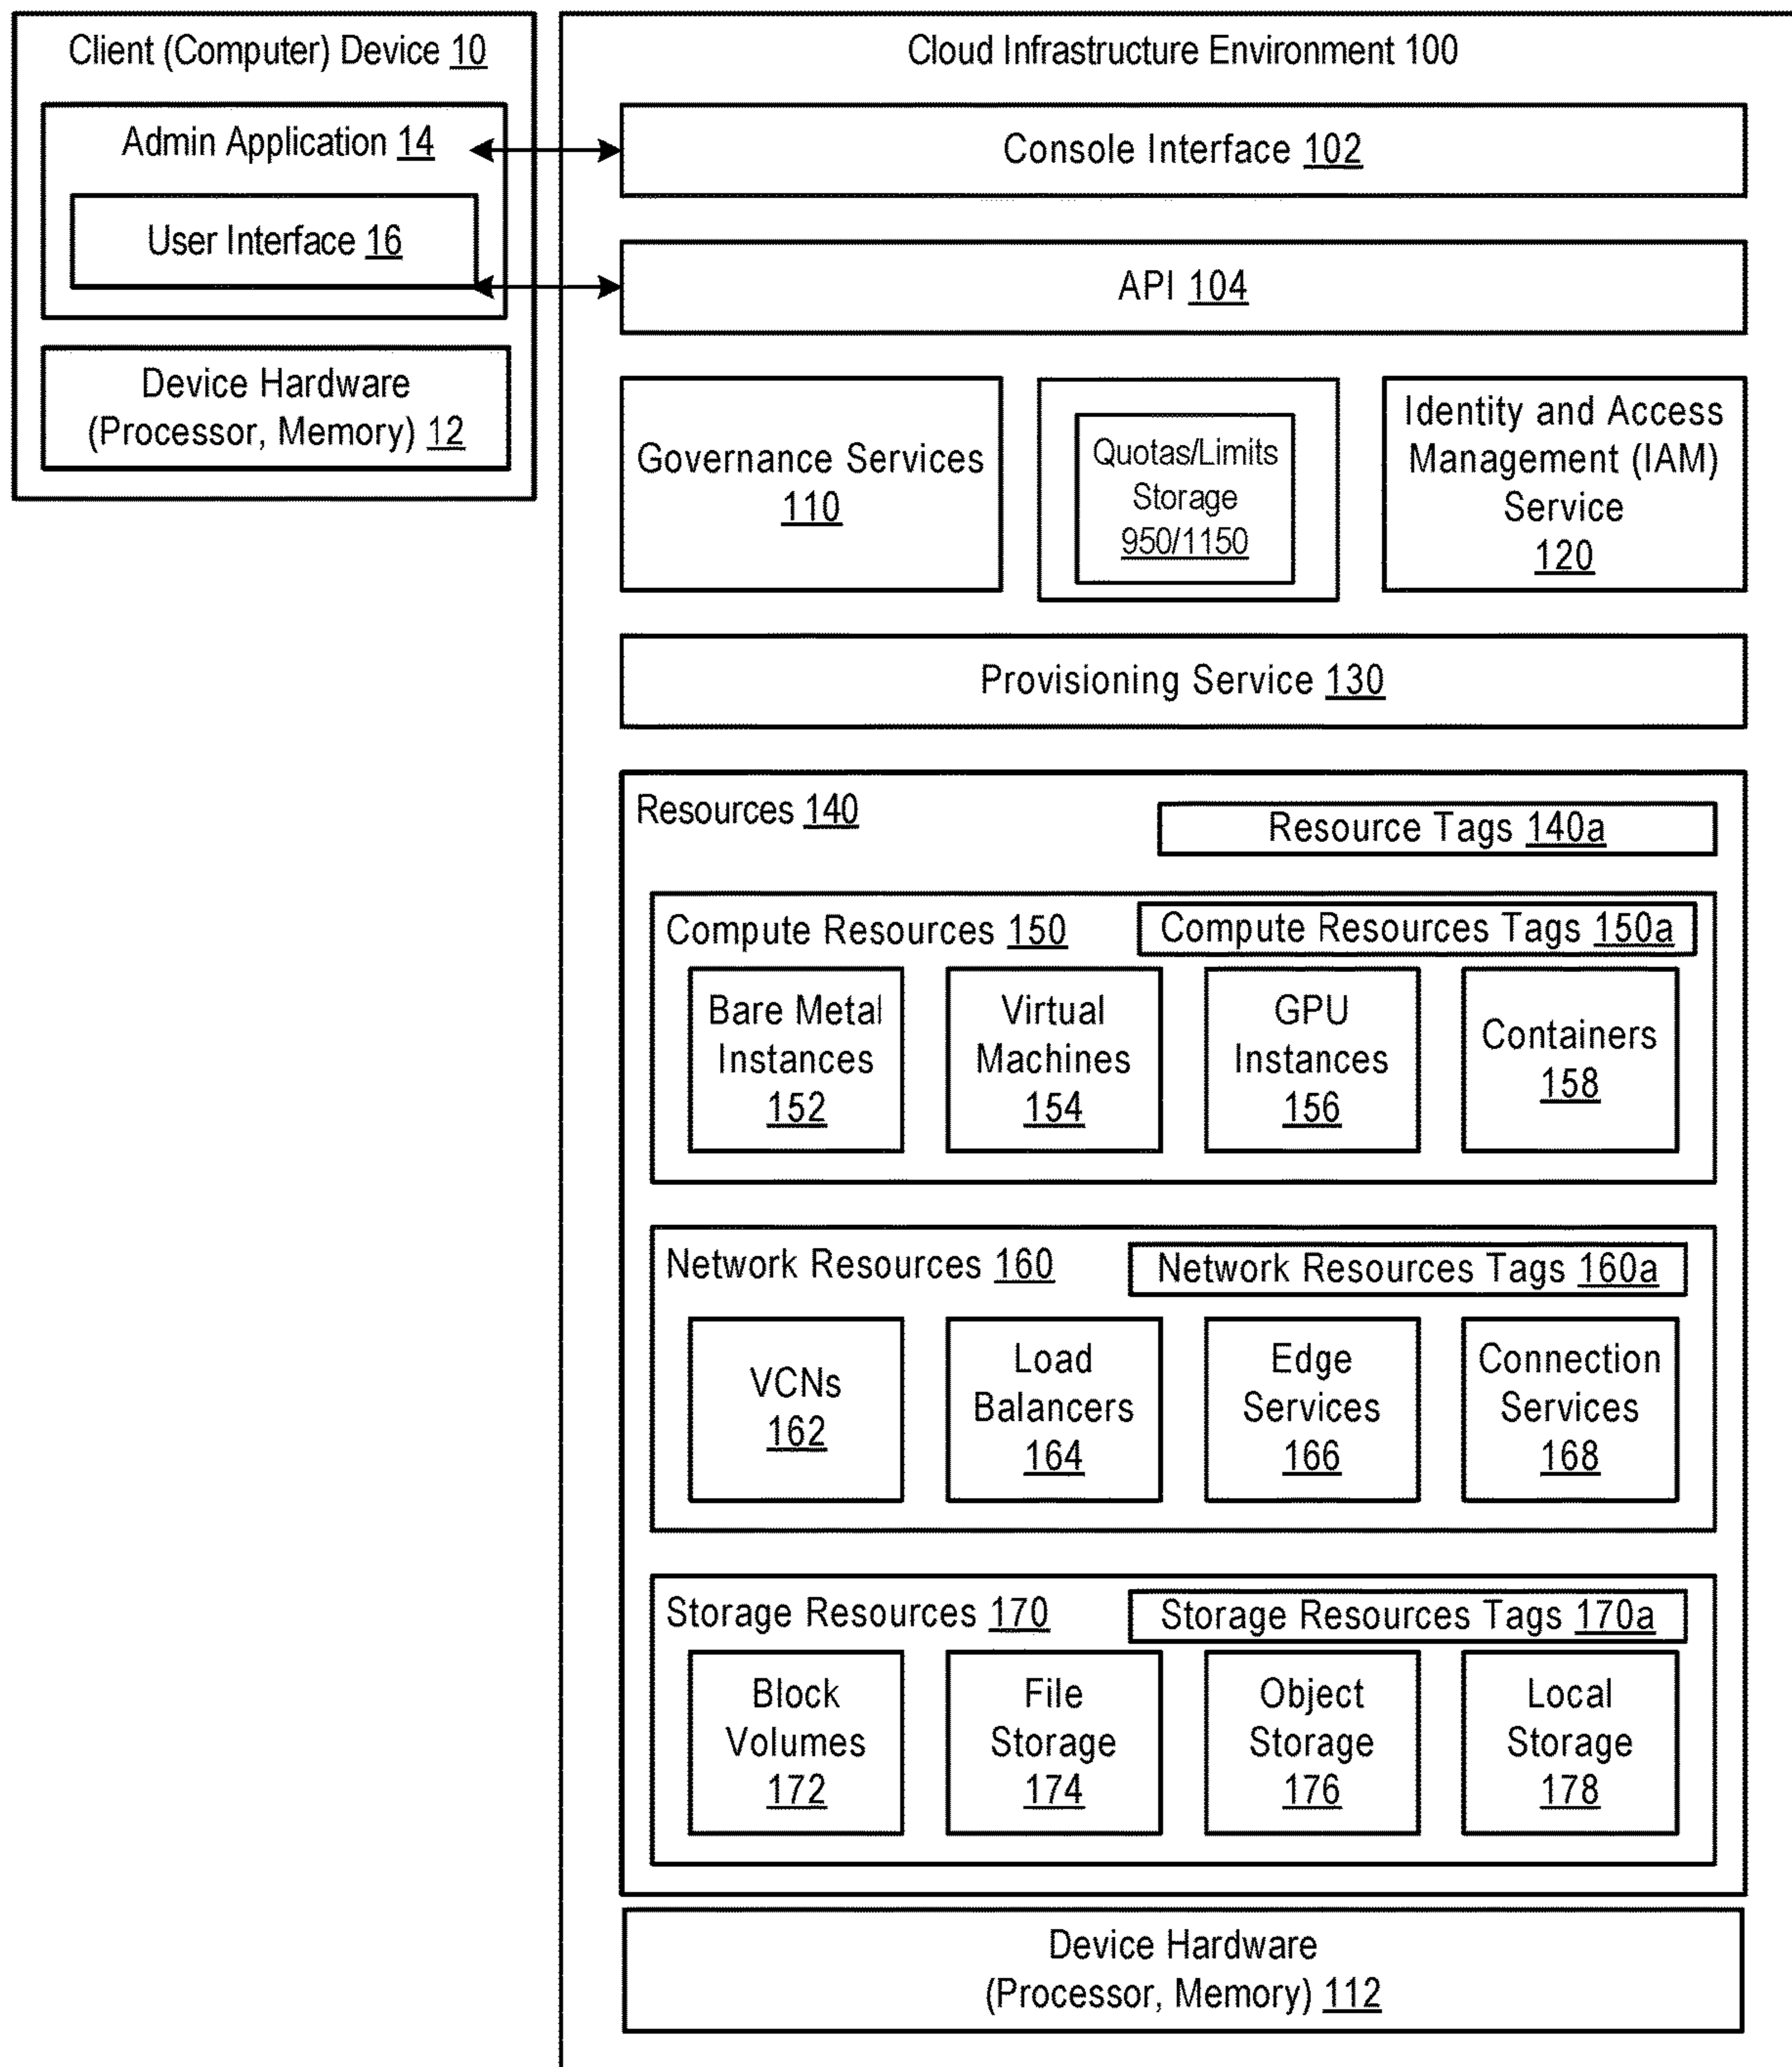 Client (Computer) Device 10
Admin Application 14
User Interface 16
Device Hardware
(Processor, Memory) 12
Cloud Infrastructure Environment 100
Console Interface 102
API 104
Governance Services
110
Quotas/Limits
Storage
950/1150
Identity and Access
Management (IAM)
Service
120
Provisioning Service 130
Resources 140
Resource Tags 140a
Compute Resources 150
Compute Resources Tags 150a
Bare Metal
Instances
152
Virtual
Machines
154
GPU
Instances
156
Containers
158
Network Resources 160
Network Resources Tags 160a
VCNs
162
Load
Balancers
164
Edge
Services
166
Connection
Services
168
Storage Resources 170
Storage Resources Tags 170a
Block
Volumes
172
File
Storage
174
Object
Storage
176
Local
Storage
178
Device Hardware
(Processor, Memory) 112